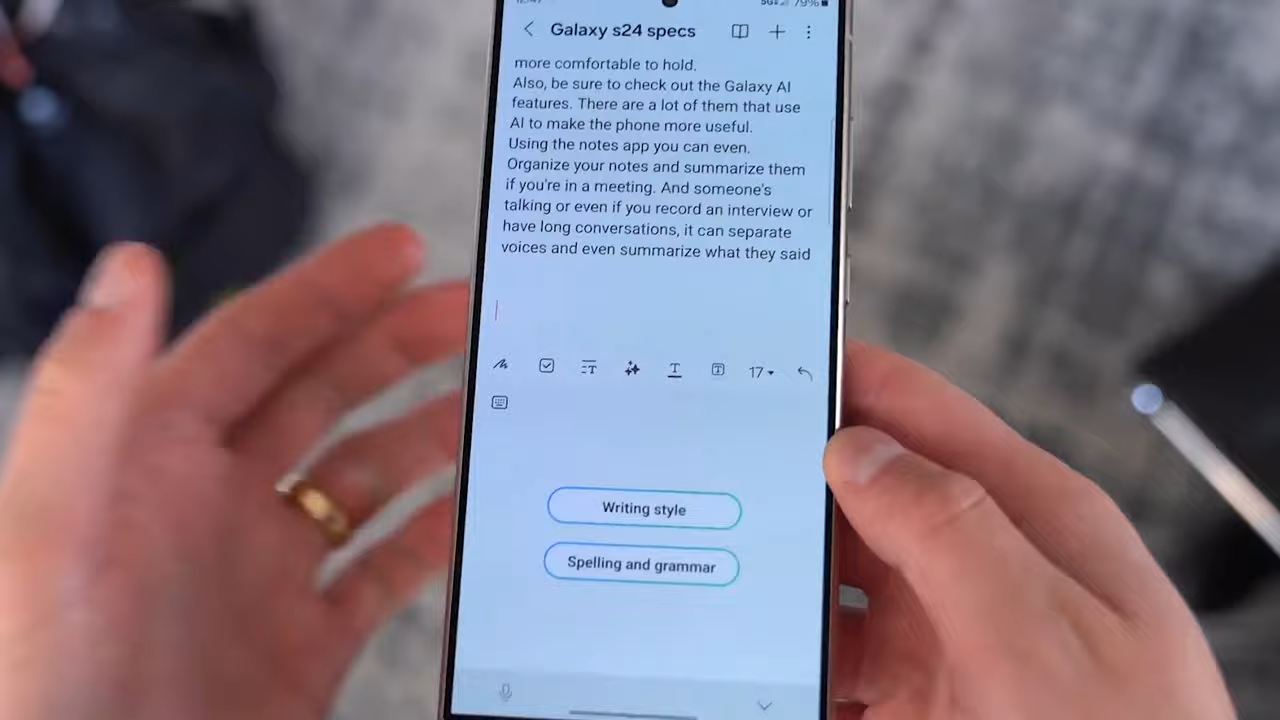 79%
Galaxy s24 specs
more comfortable to hold.
Also, be sure to check out the Galaxy AI
features. There are a lot of them that use
AI to make the phone more useful.
Using the notes app you can even.
Organize your notes and summarize them
if you're in a meeting. And someone's
talking or even if you record an interview or
have long conversations, it can separate
voices and even summarize what they said
17
Writing style
Spelling and grammar